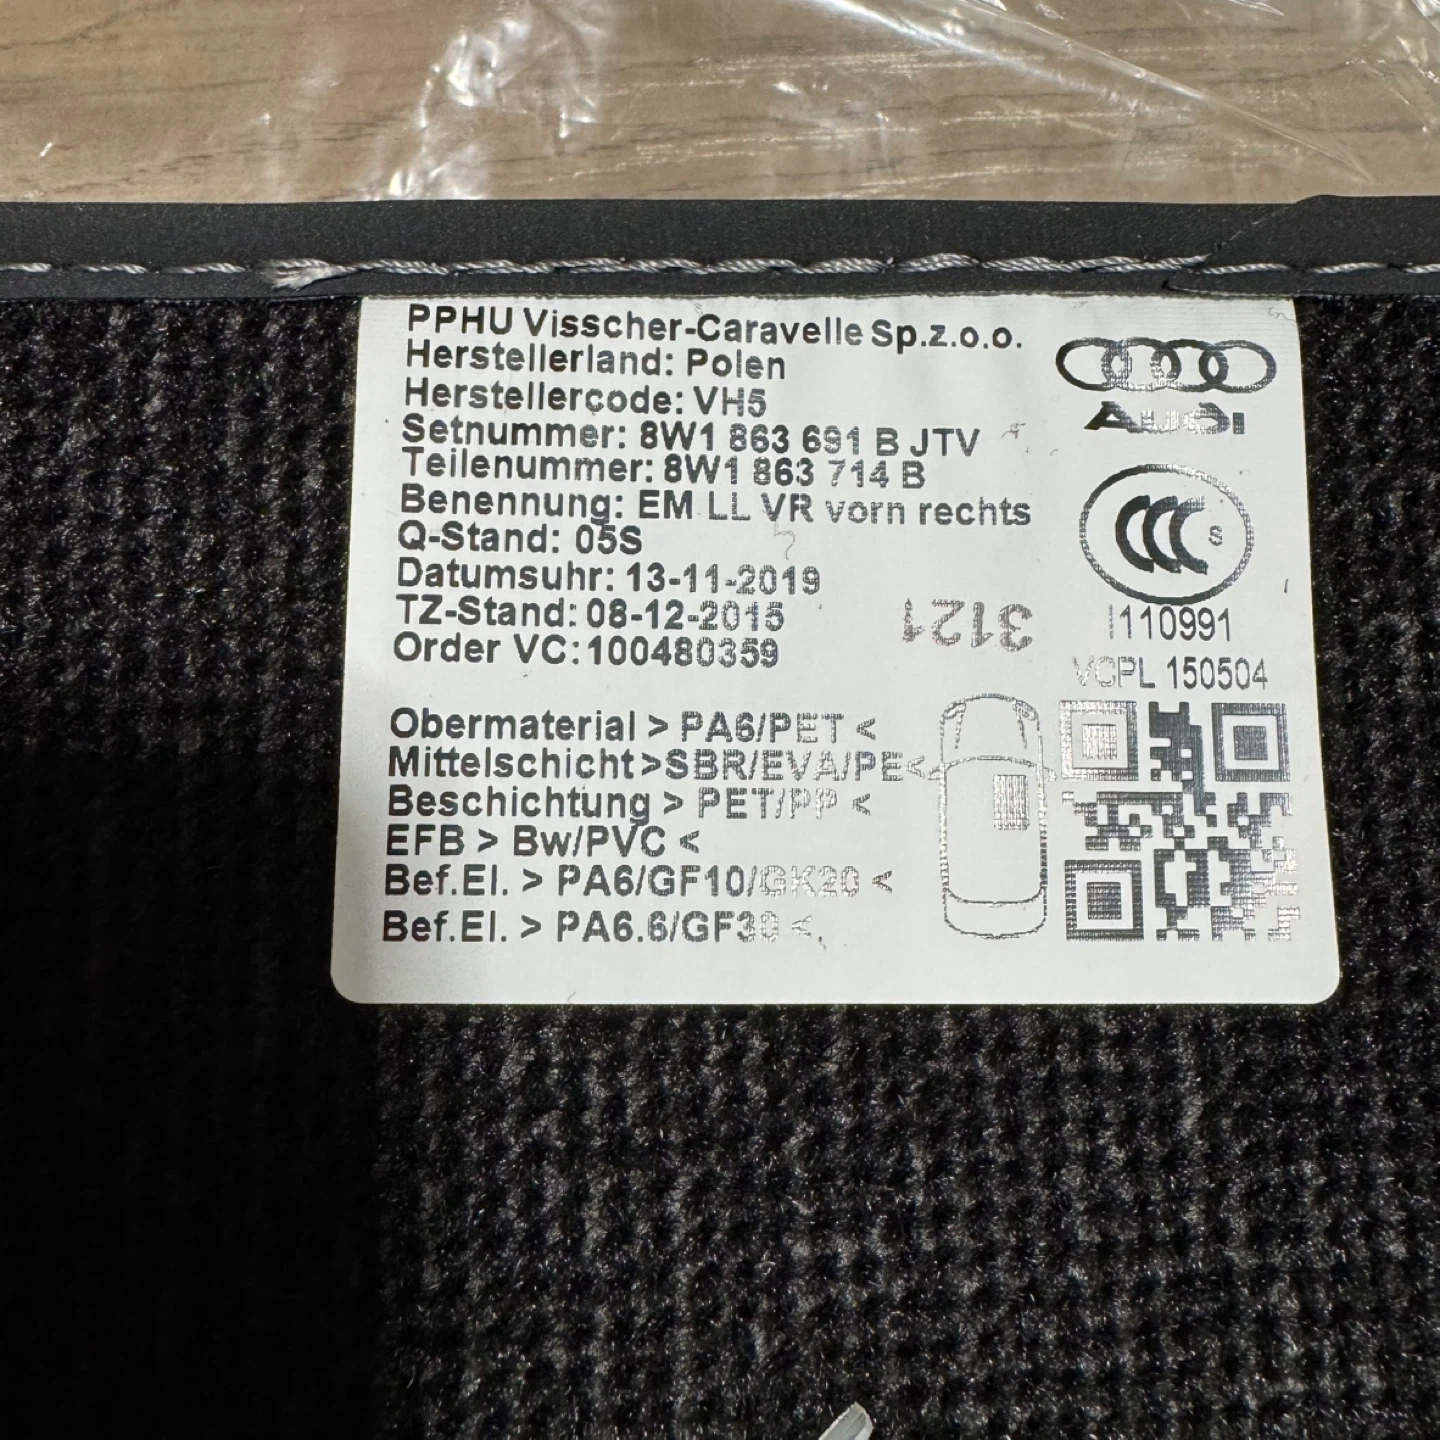 PPHU Visscher-Caravelle Sp.z.o.o.
Herstellerland: Polen
Herstellercode: VH5
Setnummer: 8W1 863 691 B JTV
Teilenummer: 8W1 863 714 B
Benennung: EM LL VR vorn rechts
Q-Stand: 05S
Datumsuhr: 13-11-2019
TZ-Stand: 08-12-2015
Order VC: 100480359
Obermaterial > PA6/PET <
Mittelschicht >SBR/EVA/PE<
Beschichtung > PET/PP <
EFB > Bw/PVC <
Bef.El. > PA6/GF10/GK20 <
Bef.El. > PA6.6/GF30 <
AUDI
CCC S
I110991
VCPL 150504
3121